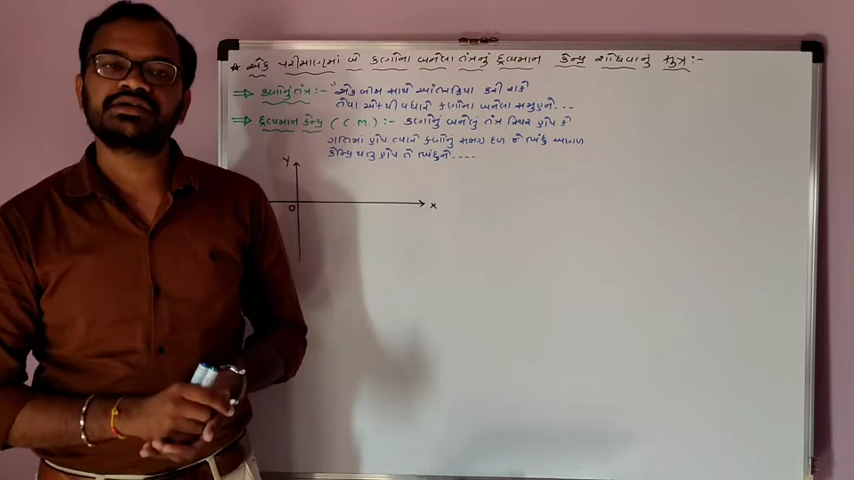 * એક પરીમાણમાં બે કણોના બનેલા તંત્રનું દ્રવ્યમાન કેન્દ્ર શોધવાનું સુત્ર:-
⇒ કણોનું તંત્ર:- "એક બીજા સાથે આંતરક્રિયા કરી શકે
તેવા એકથી વધારે કણોના બનેલા સમુહને....
⇒ દ્રવ્યમાન કેન્દ્ર (C.M.):- કણોનું બનેલું તંત્ર સ્થિર હોય કે
ગતિમાં હોય ત્યારે કણોનું સમગ્ર દળ જે બિંદુ આગળ
કેન્દ્રિત થતુ હોય તે બિંદુને....
Y
O
X